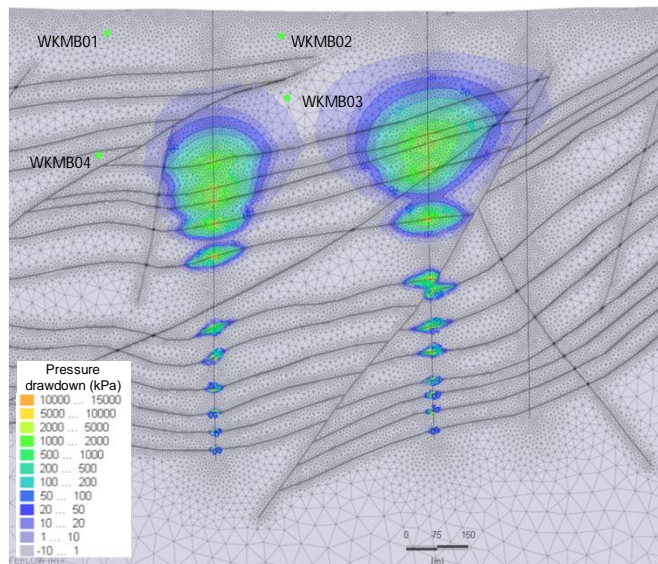 WKMB01
WKMB02
WKMB03
WKMB04
Pressure
drawdown (kPa)
10000 ... 15000
5000 ... 10000
2000 ... 5000
1000 ... 2000
500 ... 1000
200 ... 500
100 ... 200
50 ... 100
20 ... 50
10 ... 20
1 ... 10
-10 ... 1
0 75 150
[m]